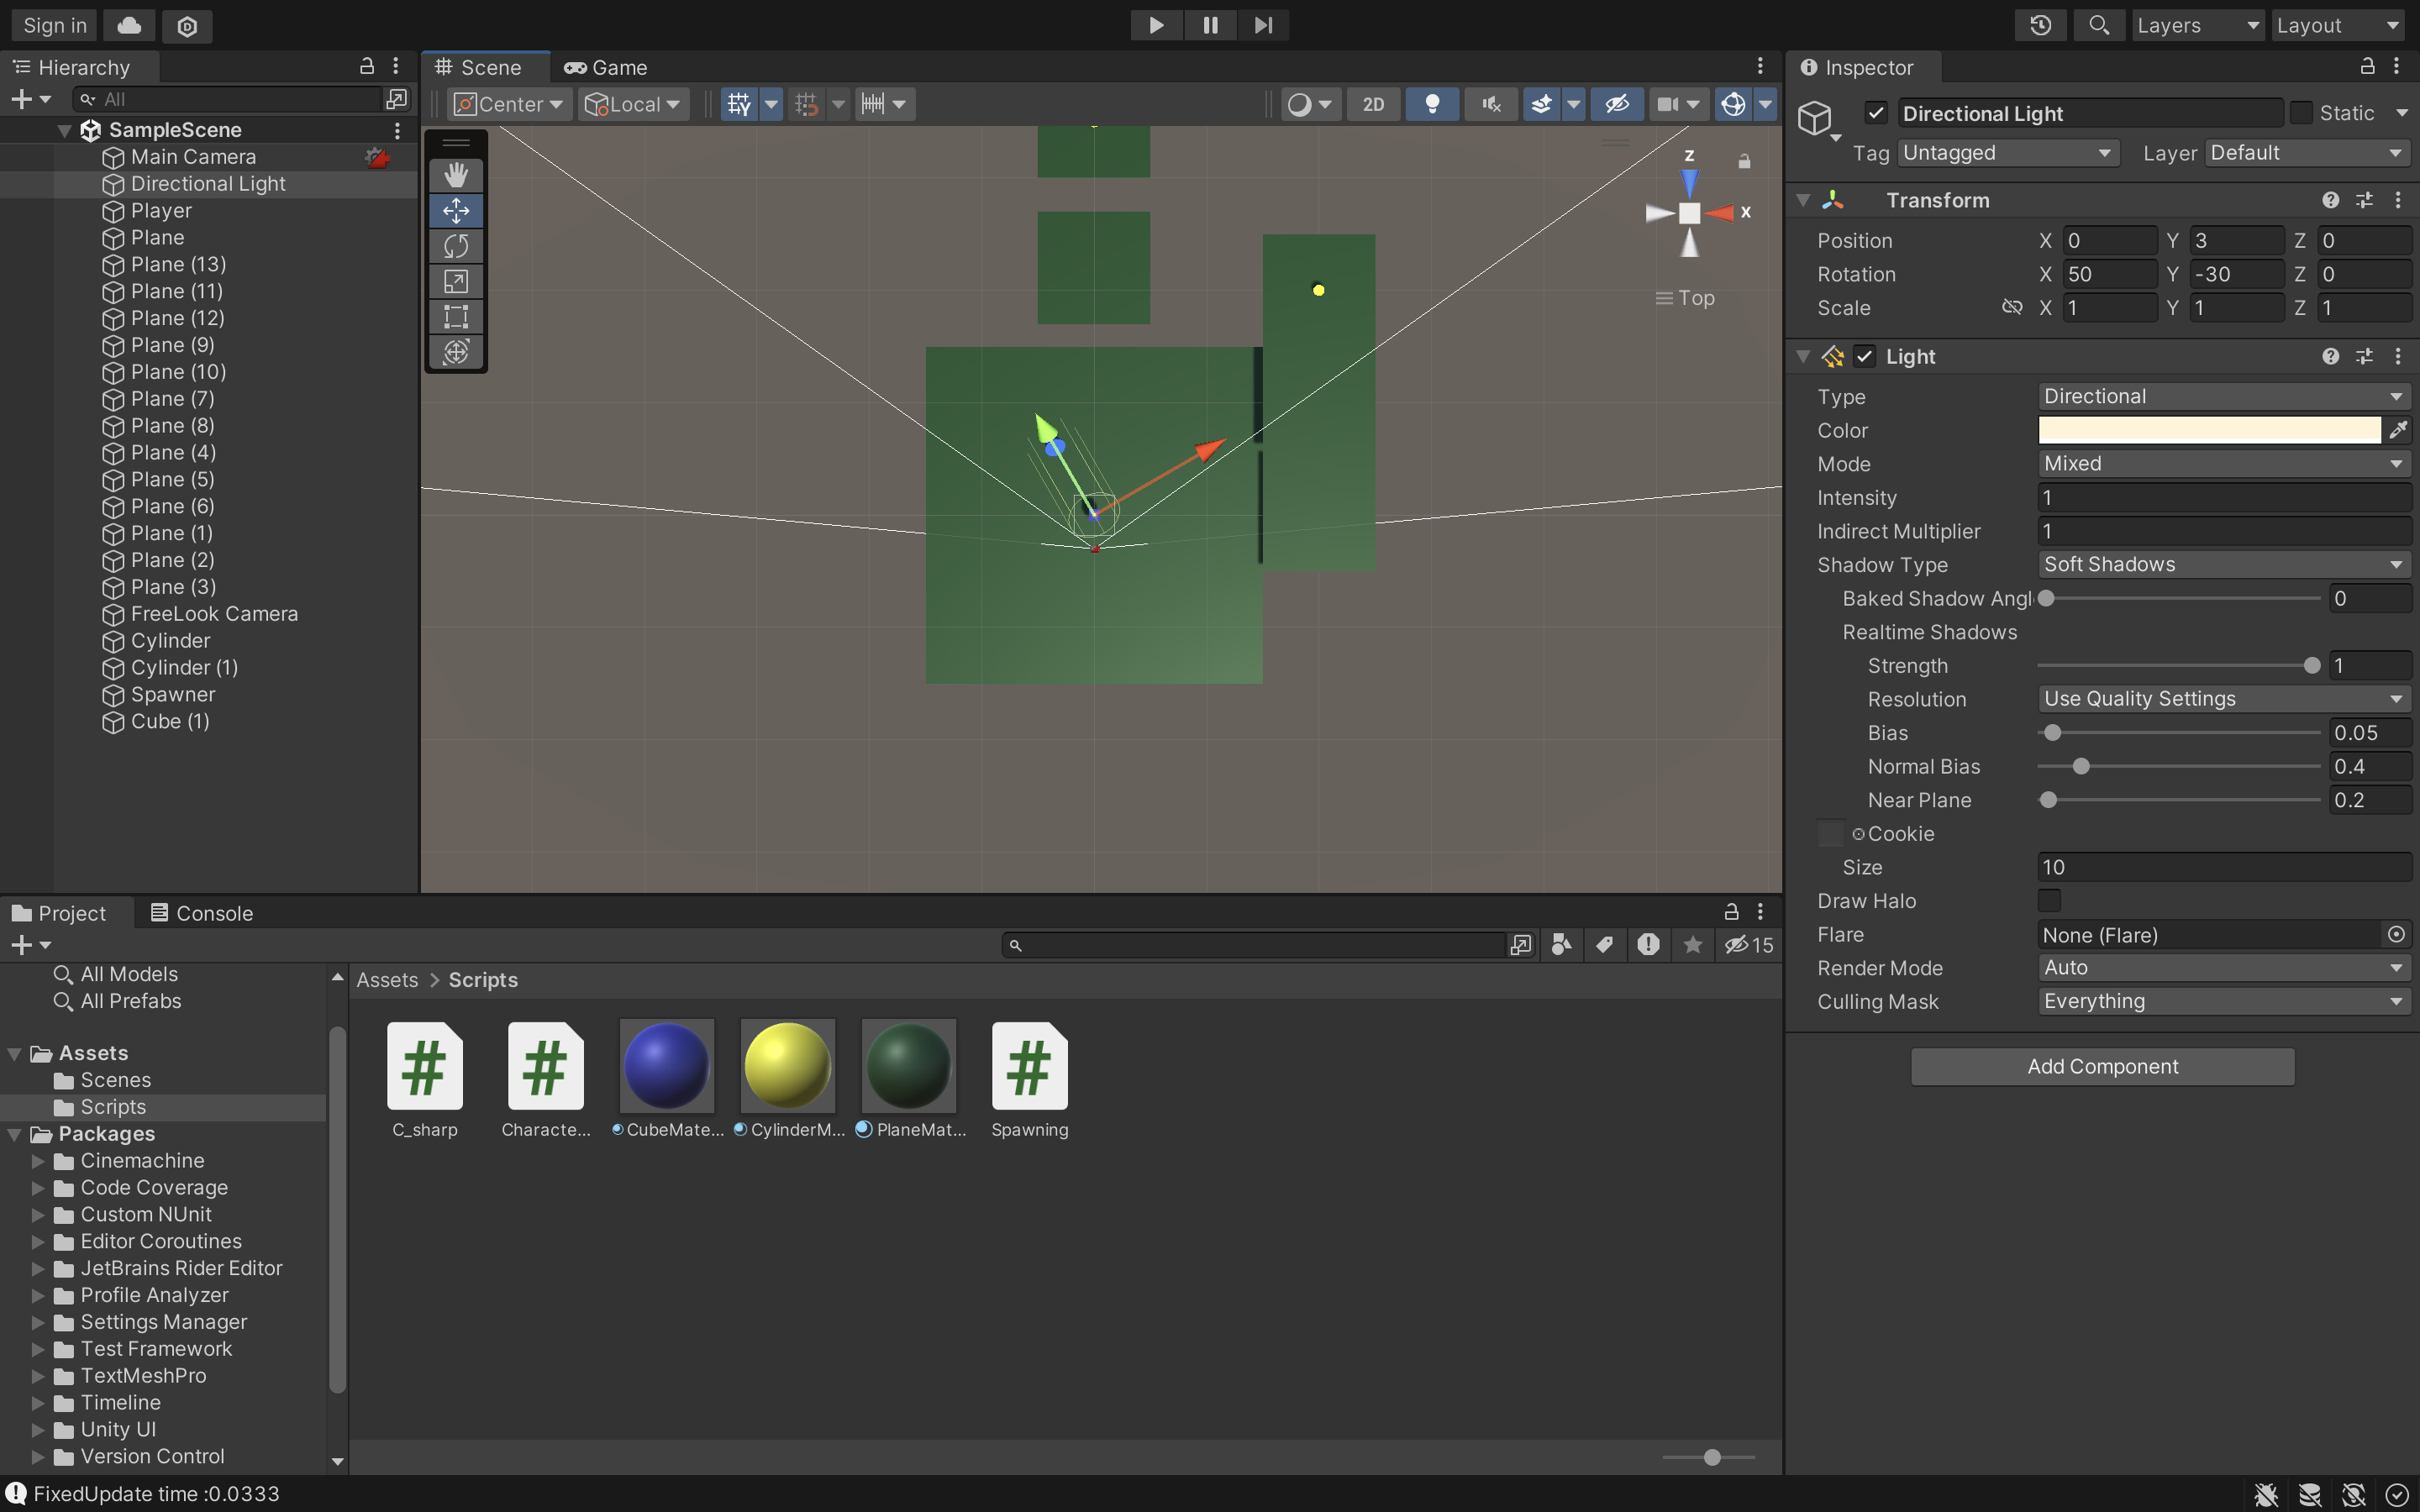 Sign in
Layers
Layout
Hierarchy
All
SampleScene
Main Camera
Directional Light
Player
Plane
Plane (13)
Plane (11)
Plane (12)
Plane (9)
Plane (10)
Plane (7)
Plane (8)
Plane (4)
Plane (5)
Plane (6)
Plane (1)
Plane (2)
Plane (3)
FreeLook Camera
Cylinder
Cylinder (1)
Spawner
Cube (1)
Scene
Game
Center
Local
2D
z
x
Top
Inspector
Directional Light
Static
Tag Untagged Layer Default
Transform
Position X 0 Y 3 Z 0
Rotation X 50 Y -30 Z 0
Scale X 1 Y 1 Z 1
Light
Type Directional
Color
Mode Mixed
Intensity 1
Indirect Multiplier 1
Shadow Type Soft Shadows
Baked Shadow Angl 0
Realtime Shadows
Strength 1
Resolution Use Quality Settings
Bias 0.05
Normal Bias 0.4
Near Plane 0.2
Cookie
Size 10
Draw Halo
Flare None (Flare)
Render Mode Auto
Culling Mask Everything
Add Component
Project
Console
15
All Models
All Prefabs
Assets
Scenes
Scripts
Packages
Cinemachine
Code Coverage
Custom NUnit
Editor Coroutines
JetBrains Rider Editor
Profile Analyzer
Settings Manager
Test Framework
TextMeshPro
Timeline
Unity UI
Version Control
Assets > Scripts
C_sharp
Characte...
CubeMate...
CylinderM...
PlaneMat...
Spawning
FixedUpdate time :0.0333